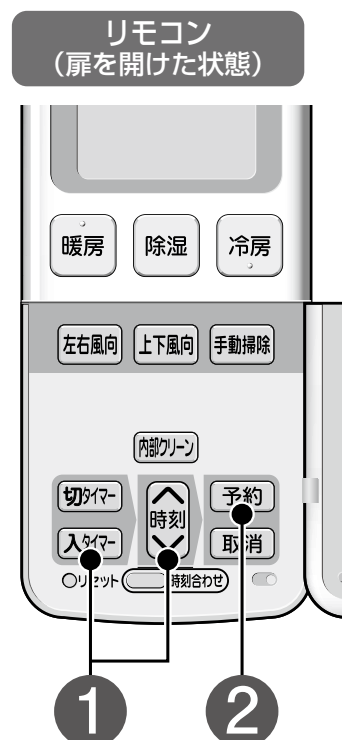 リモコン
（扉を開けた状態）
暖房 除湿 冷房
左右風向 上下風向 手動掃除
内部クリーン
切タイマー 時刻 予約
入タイマー 取消
リセット 時刻合わせ
1 2